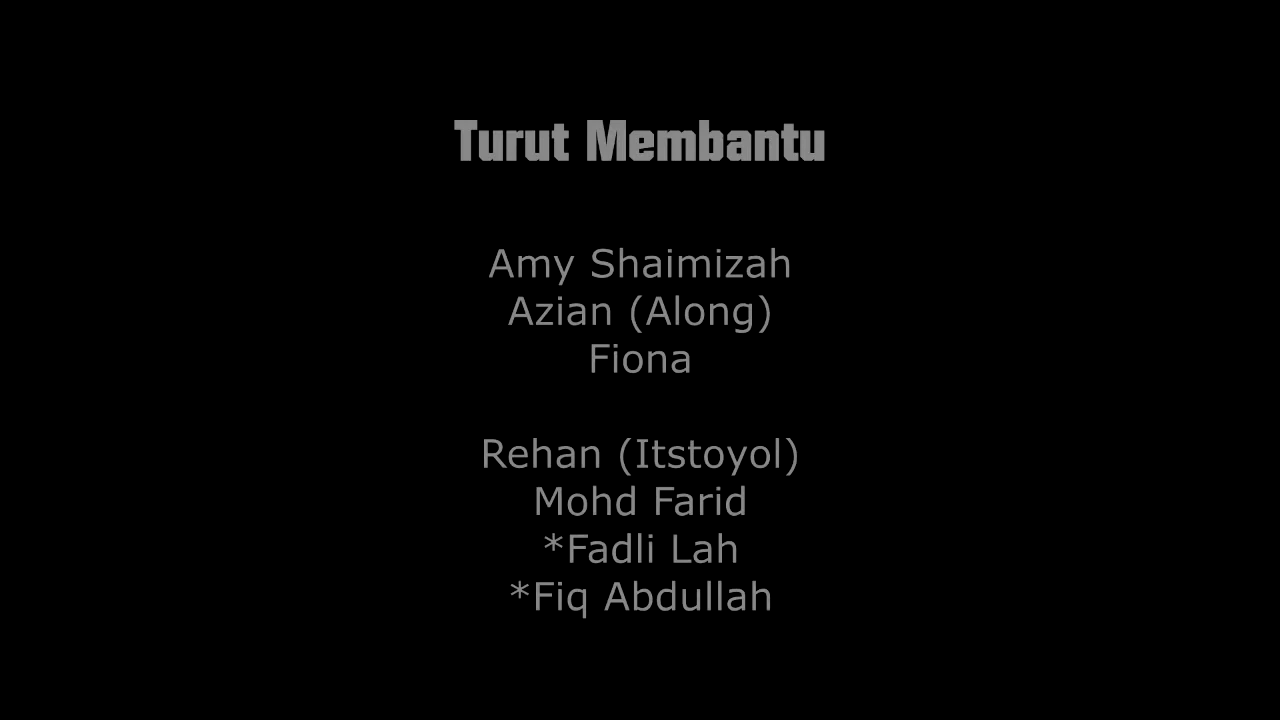 Turut Membantu
Amy Shaimizah
Azian (Along)
Fiona
Rehan (Itstoyol)
Mohd Farid
*Fadli Lah
*Fiq Abdullah